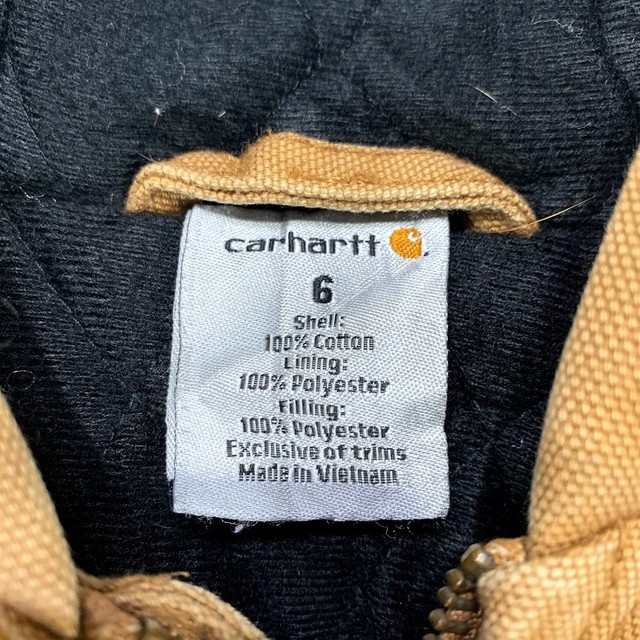 carhartt
6
Shell:
100% Cotton
Lining:
100% Polyester
Filling:
100% Polyester
Exclusive of trims
Made in Vietnam